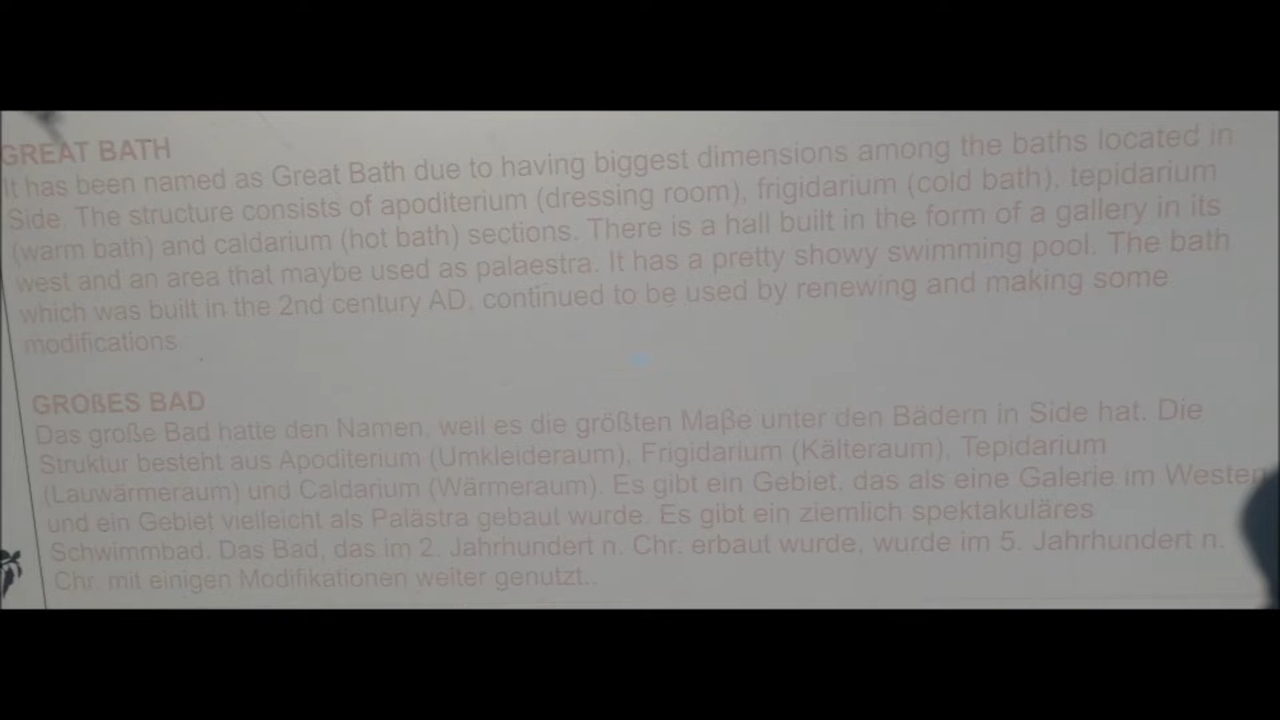 GREAT BATH
It has been named as Great Bath due to having biggest dimensions among the baths located in
Side. The structure consists of apoditerium (dressing room), frigidarium (cold bath), tepidarium
(warm bath) and caldarium (hot bath) sections. There is a hall built in the form of a gallery in its
west and an area that maybe used as palaestra. It has a pretty showy swimming pool. The bath
which was built in the 2nd century AD, continued to be used by renewing and making some
modifications
GROßES BAD
Das große Bad hatte den Namen, weil es die größten Maβe unter den Bädern in Side hat. Die
Struktur besteht aus Apoditerium (Umkleideraum), Frigidarium (Kälteraum), Tepidarium
(Lauwärmeraum) und Caldarium (Wärmeraum). Es gibt ein Gebiet, das als eine Galerie im Westen
und ein Gebiet vielleicht als Palästra gebaut wurde. Es gibt ein ziemlich spektakuläres
Schwimmbad. Das Bad, das im 2. Jahrhundert n. Chr. erbaut wurde, wurde im 5. Jahrhundert n.
Chr. mit einigen Modifikationen weiter genutzt..